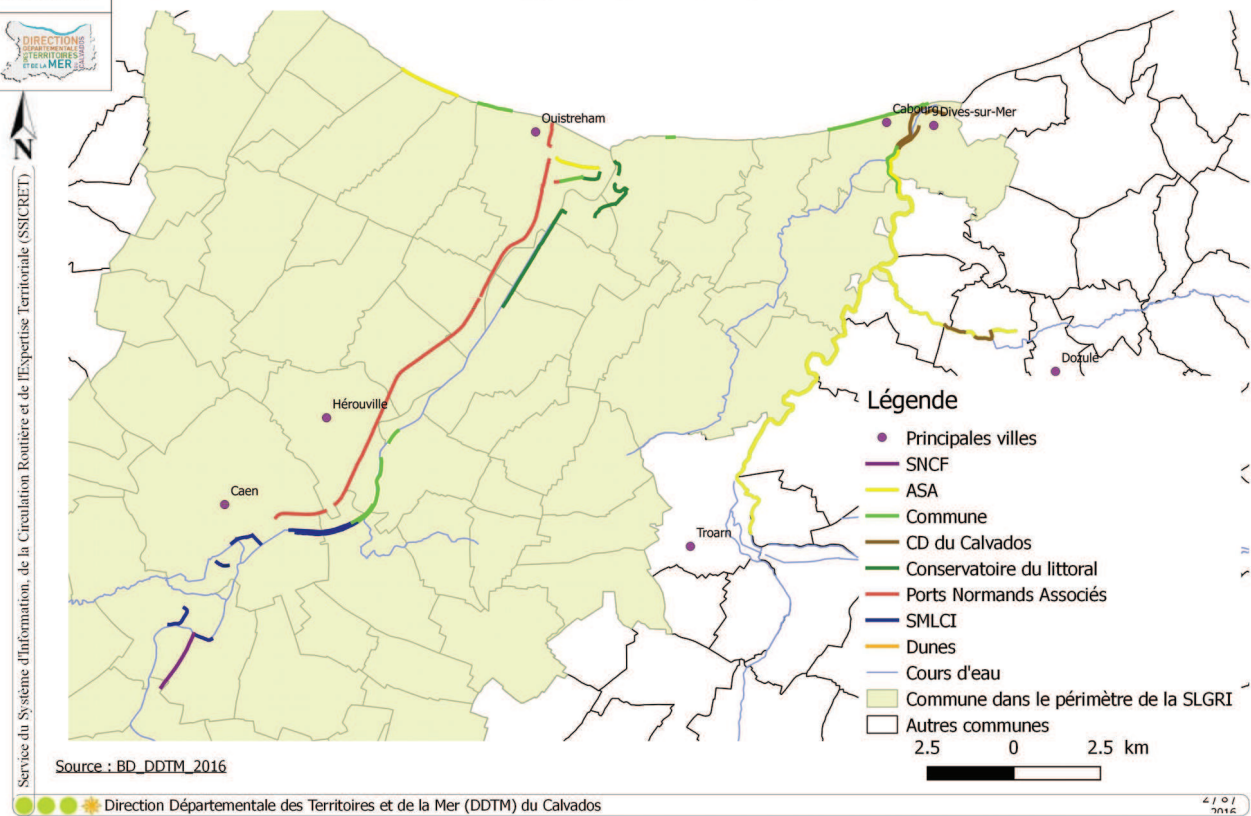 DIRECTION
DÉPARTEMENTALE
DES TERRITOIRES
ET DE LA MER
CALVADOS
N
Service du Système d'Information, de la Circulation Routière et de l'Expertise Territoriale (SSICRET)
Ouistreham
Cabourg
Dives-sur-Mer
Dozulé
Hérouville
Caen
Troarn
Légende
Principales villes
SNCF
ASA
Commune
CD du Calvados
Conservatoire du littoral
Ports Normands Associés
SMLCI
Dunes
Cours d'eau
Commune dans le périmètre de la SLGRI
Autres communes
2.5 0 2.5 km
Source : BD_DDTM_2016
Direction Départementale des Territoires et de la Mer (DDTM) du Calvados
2016